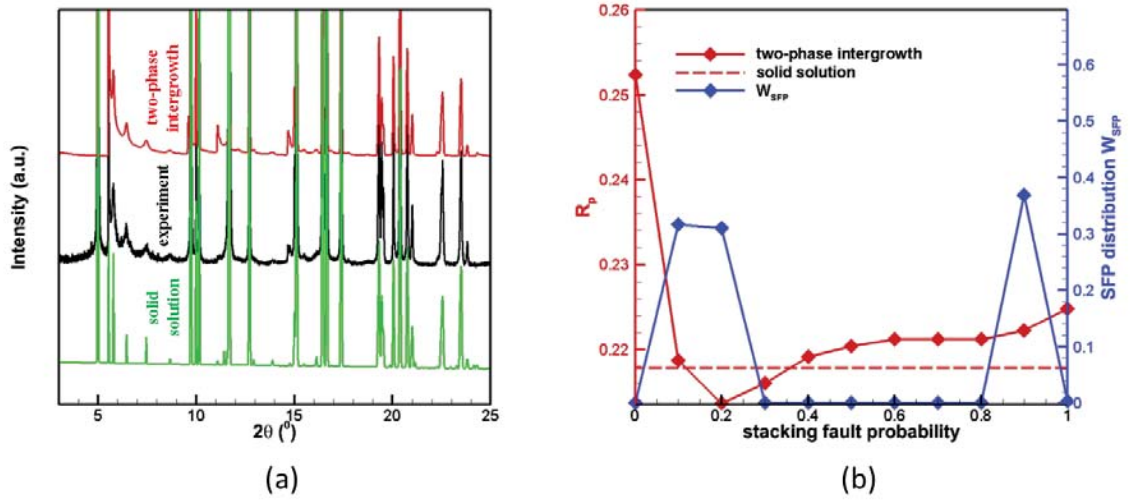 Intensity (a.u.)
two-phase
intergrowth
experiment
solid
solution
5
10
15
20
25
2θ (⁰)
(a)
0.26
0.25
0.24
0.23
0.22
R_p
two-phase intergrowth
solid solution
W_SFP
0.6
0.5
0.4
0.3
0.2
0.1
0
SFP distribution W_SFP
0
0.2
0.4
0.6
0.8
1
stacking fault probability
(b)